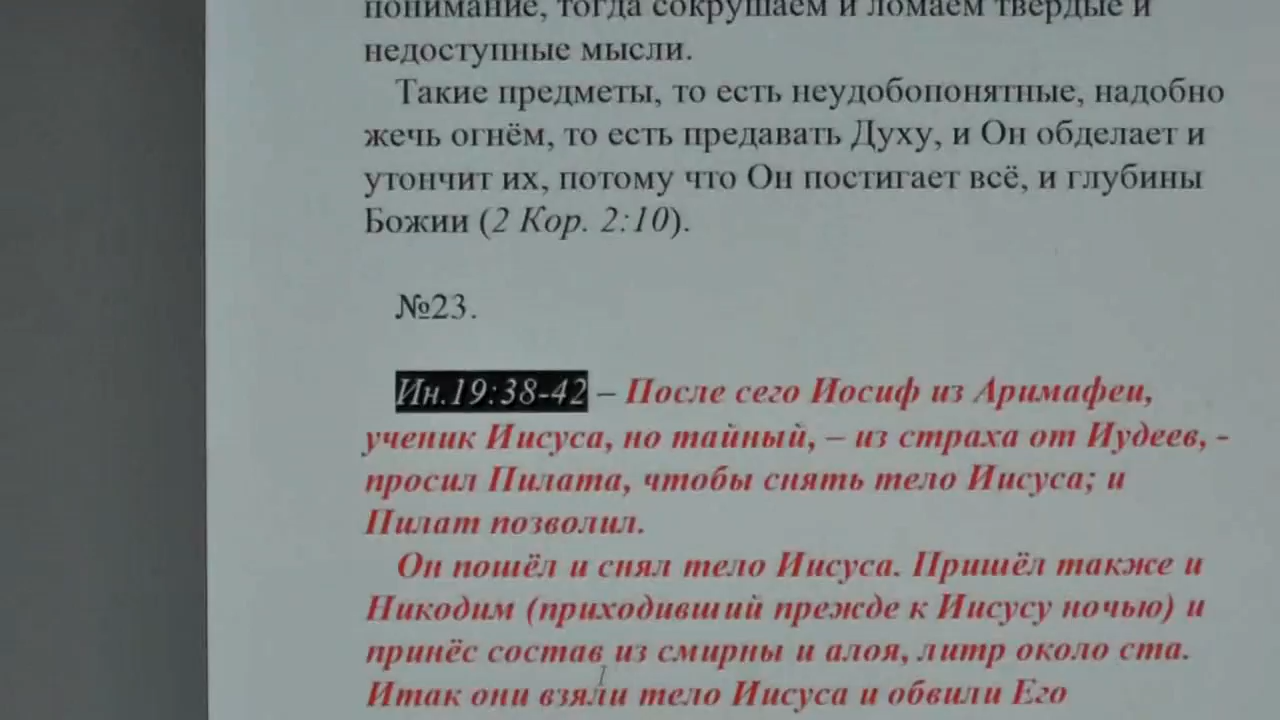 понимание, тогда сокрушаем и ломаем твёрдые и
недоступные мысли.
Такие предметы, то есть неудобопонятные, надобно
жечь огнём, то есть предавать Духу, и Он обделает и
утончит их, потому что Он постигает всё, и глубины
Божии (2 Кор. 2:10).
№23.
Ин.19:38-42 – После сего Иосиф из Аримафеи,
ученик Иисуса, но тайный, – из страха от Иудеев, -
просил Пилата, чтобы снять тело Иисуса; и
Пилат позволил.
Он пошёл и снял тело Иисуса. Пришёл также и
Никодим (приходивший прежде к Иисусу ночью) и
принёс состав из смирны и алоя, литр около ста.
Итак они взяли тело Иисуса и обвили Его